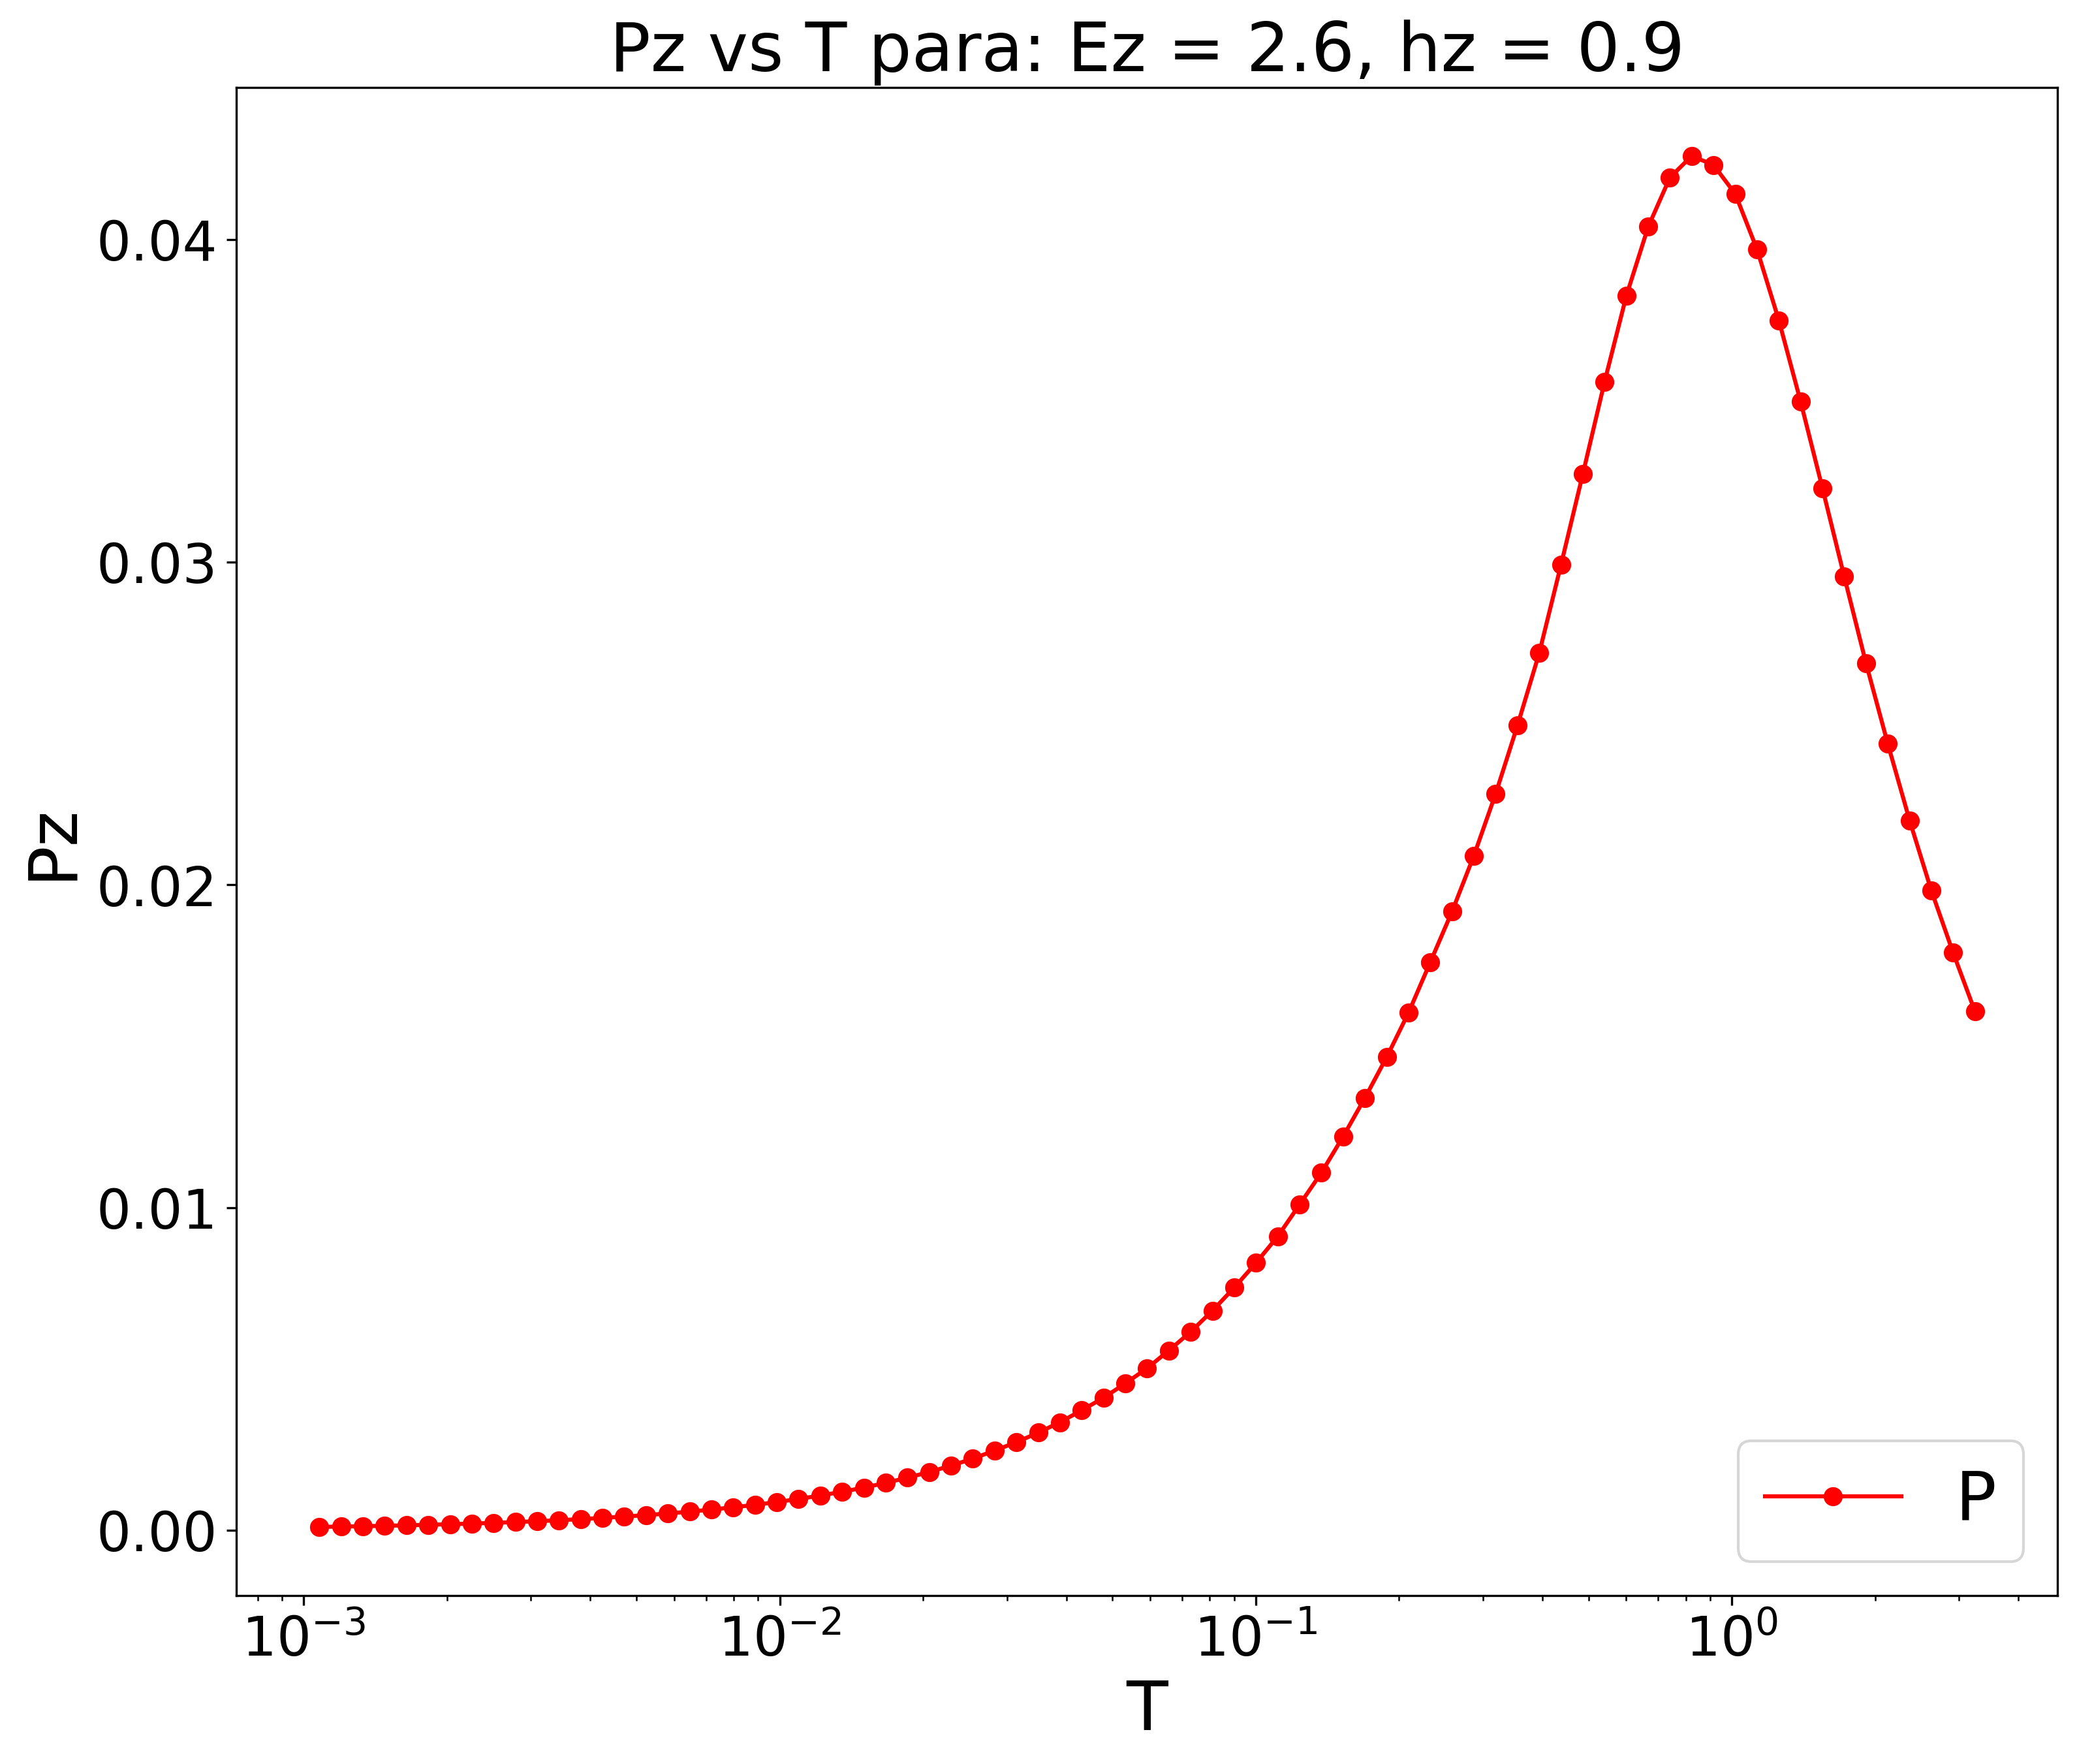 Pz vs T para: Ez = 2.6, hz = 0.9
Pz
0.04
0.03
0.02
0.01
0.00
P
10⁻³
10⁻²
10⁻¹
10⁰
T